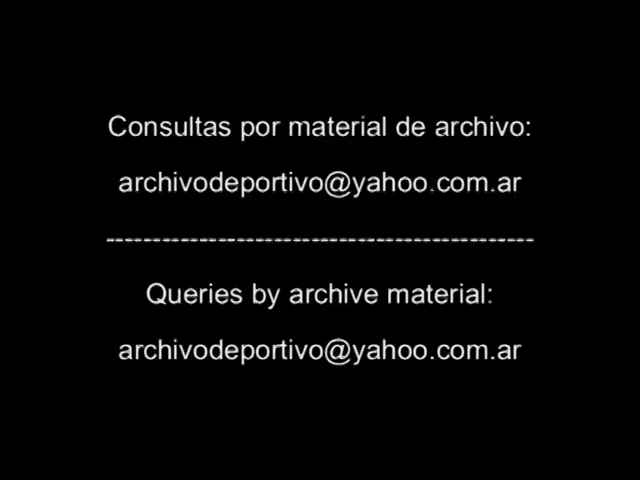 Consultas por material de archivo:
archivodeportivo@yahoo.com.ar
-----------------------------------------------
Queries by archive material:
archivodeportivo@yahoo.com.ar